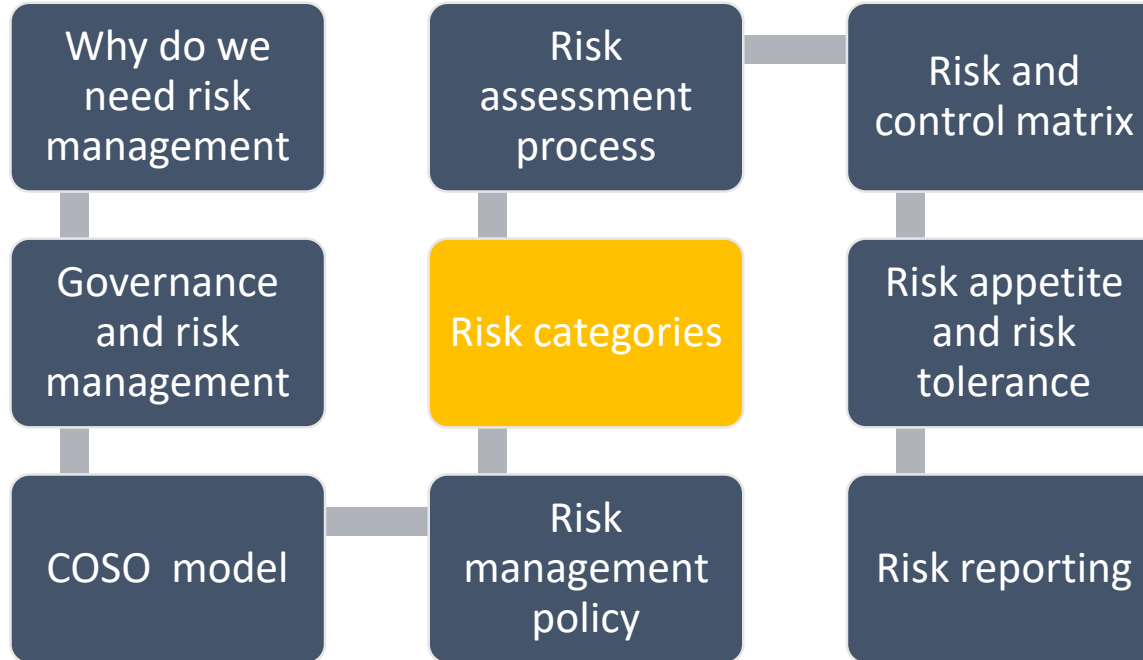 Why do we
need risk
management
Governance
and risk
management
COSO  model
Risk
management
policy
Risk categories
Risk
assessment
process
Risk and
control matrix
Risk appetite
and risk
tolerance
Risk reporting